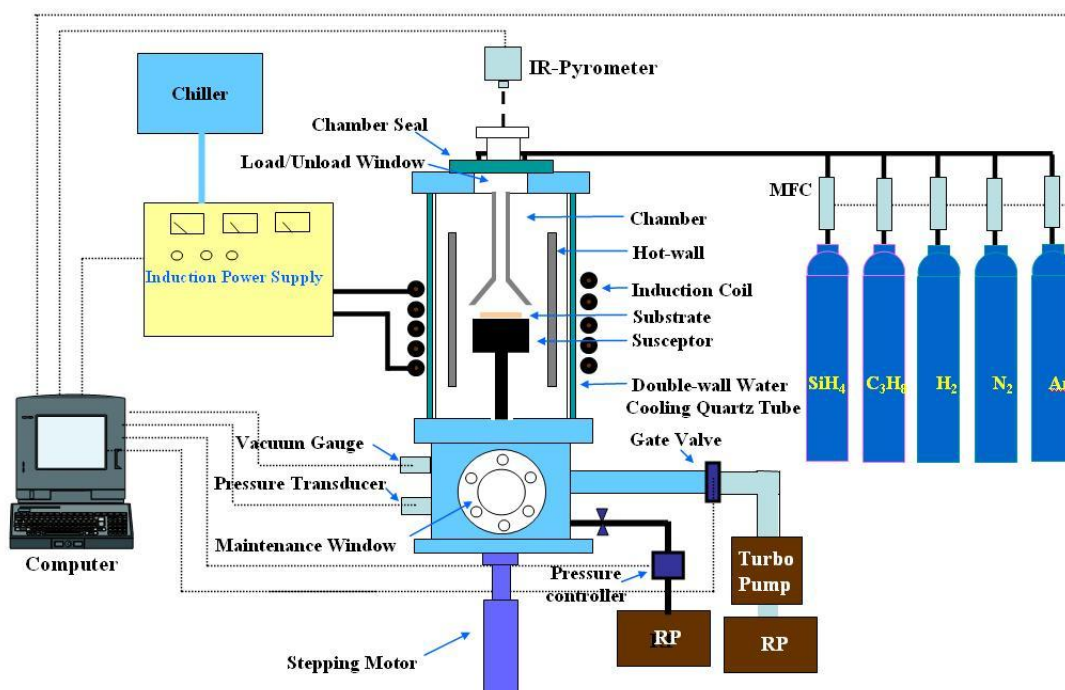 IR-Pyrometer
Chiller
Chamber Seal
Load/Unload Window
MFC
Chamber
Hot-wall
Induction Power Supply
Induction Coil
Substrate
Susceptor
SiH4
C3H8
H2
N2
Ar
Double-wall Water
Cooling Quartz Tube
Vacuum Gauge
Gate Valve
Pressure Transducer
Maintenance Window
Computer
Turbo
Pump
Pressure
controller
RP
RP
Stepping Motor